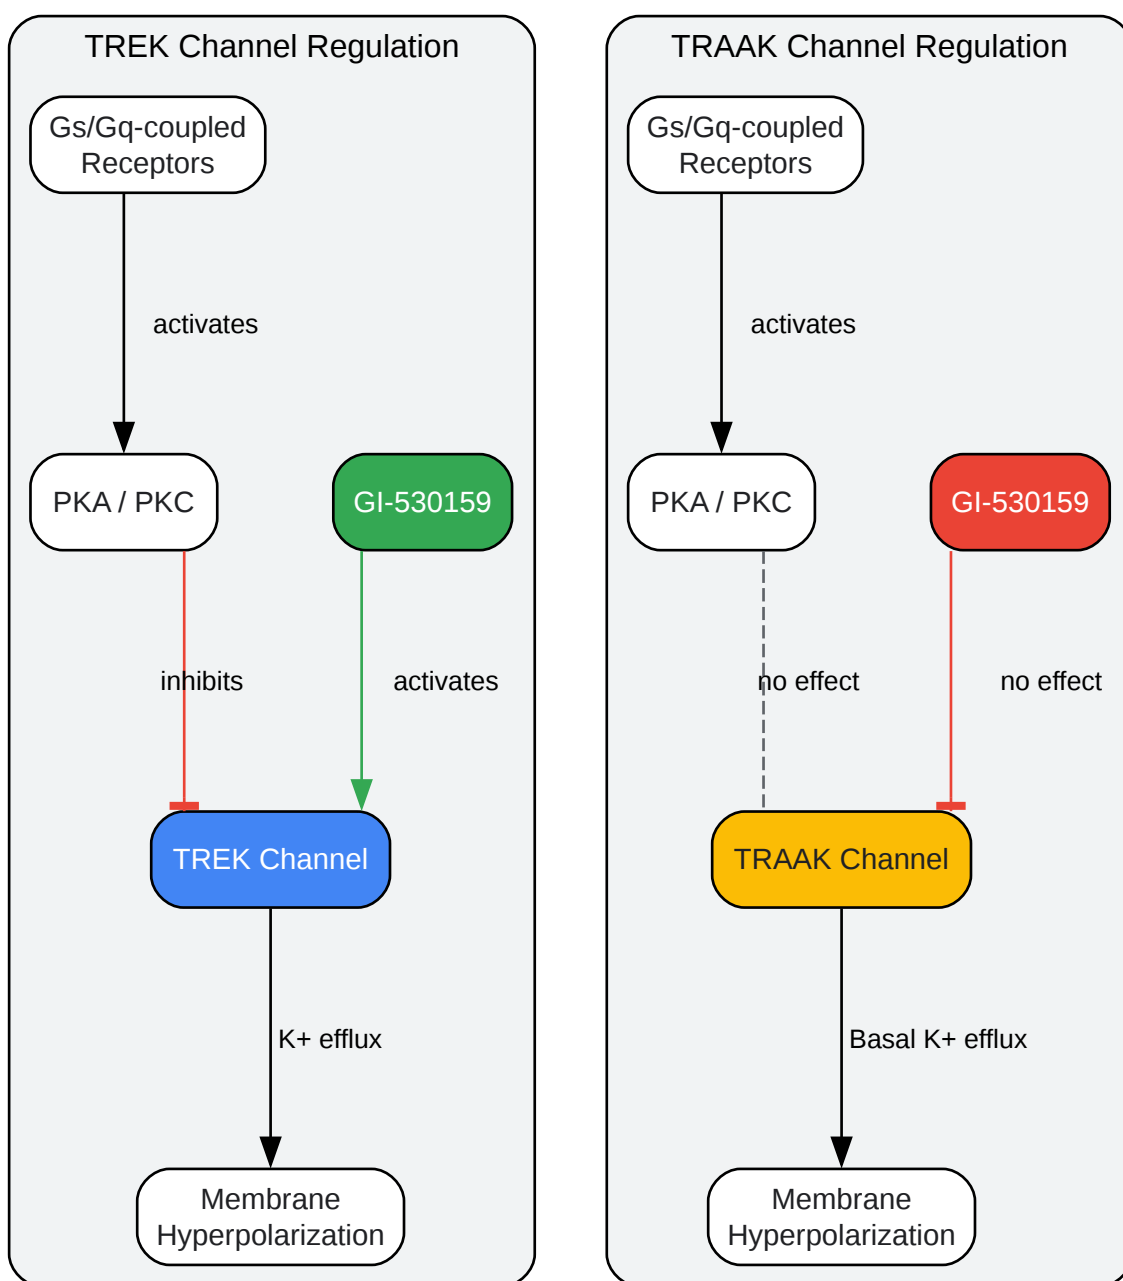 TREK Channel Regulation
Gs/Gq-coupled
Receptors
activates
PKA / PKC
GI-530159
inhibits
activates
TREK Channel
K+ efflux
Membrane
Hyperpolarization
TRAAK Channel Regulation
Gs/Gq-coupled
Receptors
activates
PKA / PKC
GI-530159
no effect
no effect
TRAAK Channel
Basal K+ efflux
Membrane
Hyperpolarization